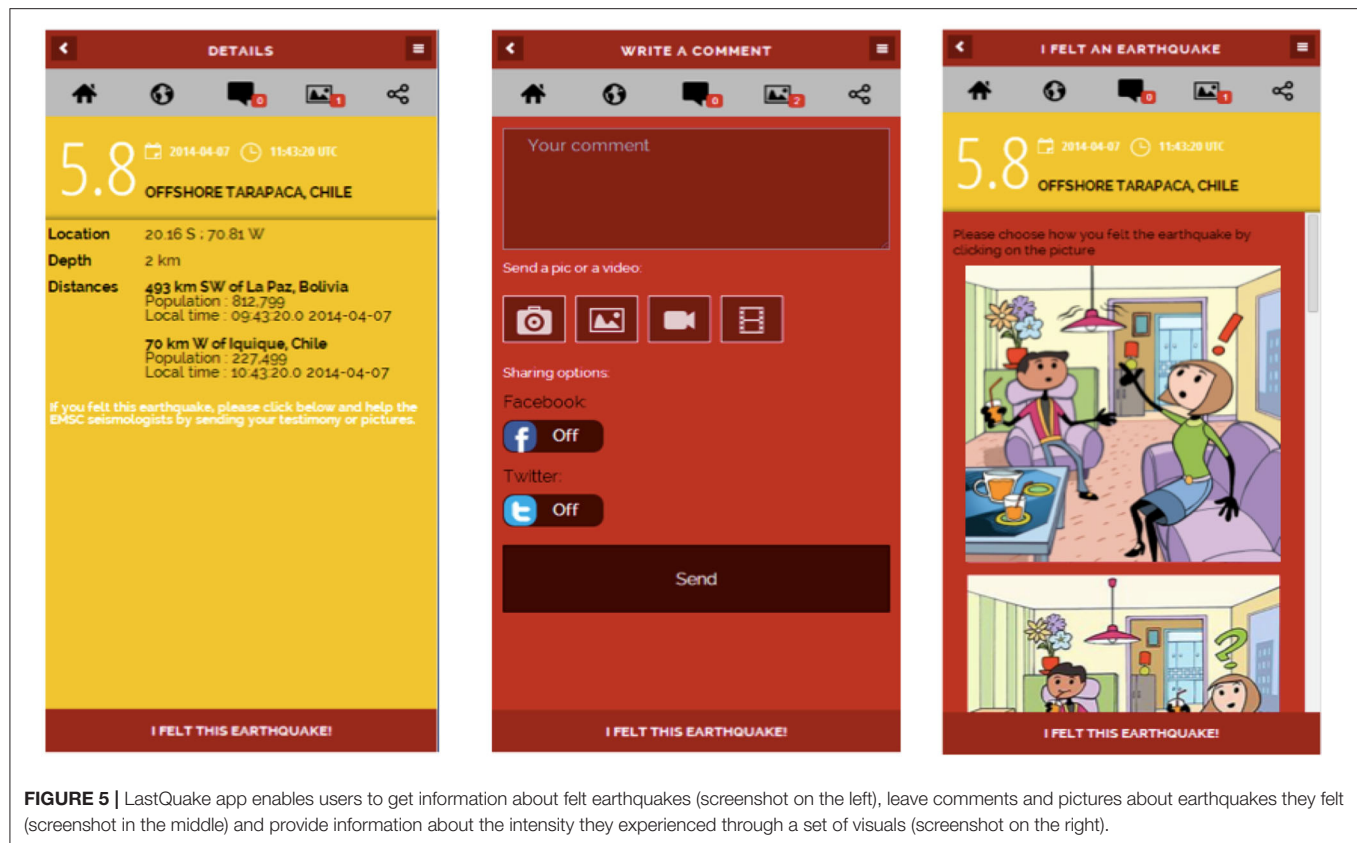 DETAILS
0
1
5.8
2014-04-07 11:43:20 UTC
OFFSHORE TARAPACA, CHILE
Location 20.16 S ; 70.81 W
Depth 2 km
Distances 493 km SW of La Paz, Bolivia
Population : 812,799
Local time : 09:43:20.0 2014-04-07
70 km W of Iquique, Chile
Population : 227,499
Local time : 10:43:20.0 2014-04-07
If you felt this earthquake, please click below and help the
EMSC seismologists by sending your testimony or pictures.
I FELT THIS EARTHQUAKE!
WRITE A COMMENT
0
2
Your comment
Send a pic or a video:
Sharing options:
Facebook:
f Off
Twitter:
t Off
Send
I FELT THIS EARTHQUAKE!
I FELT AN EARTHQUAKE
0
1
5.8
2014-04-07 11:43:20 UTC
OFFSHORE TARAPACA, CHILE
Please choose how you felt the earthquake by
clicking on the picture
!
?
I FELT THIS EARTHQUAKE!
FIGURE 5 | LastQuake app enables users to get information about felt earthquakes (screenshot on the left), leave comments and pictures about earthquakes they felt
(screenshot in the middle) and provide information about the intensity they experienced through a set of visuals (screenshot on the right).